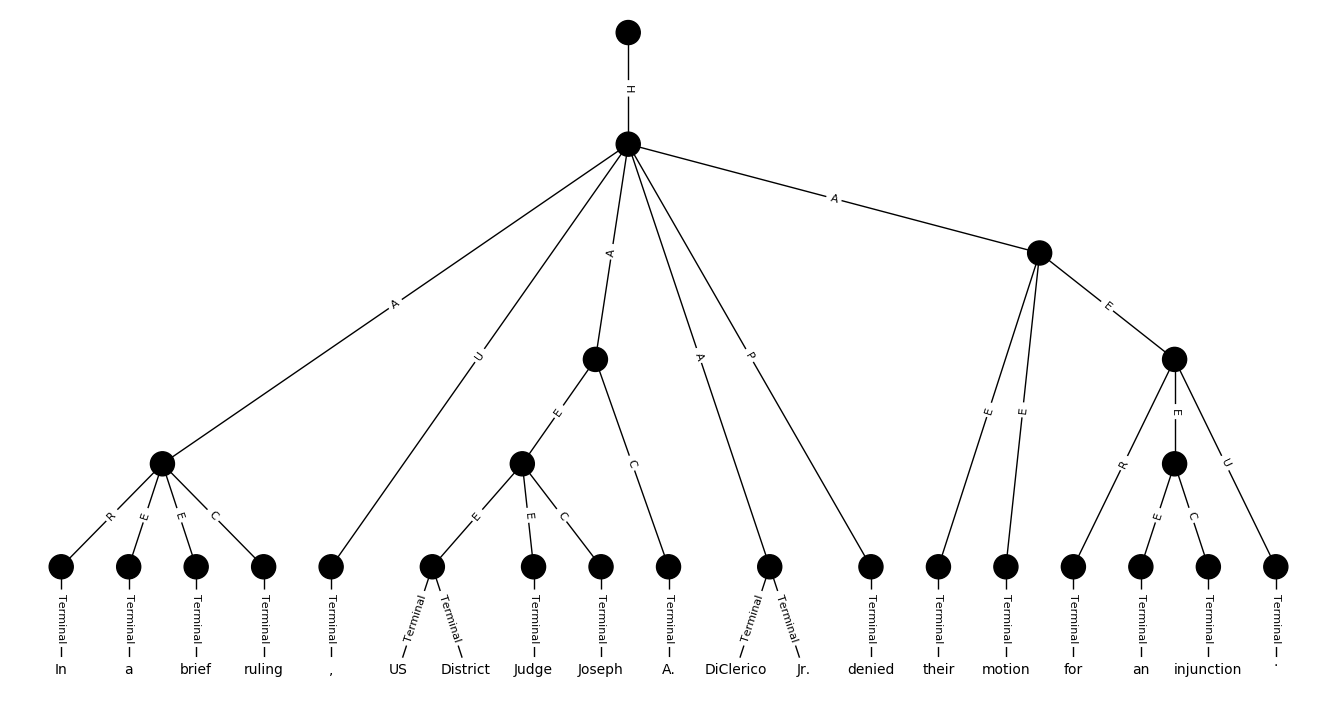 H
A
A
A
E
U
A
P
E
E
E
E
R
C
R
U
R
E
E
C
E
E
C
E
C
Terminal Terminal Terminal Terminal Terminal Terminal Terminal Terminal Terminal Terminal Terminal Terminal Terminal Terminal Terminal Terminal Terminal Terminal Terminal
In a brief ruling , US District Judge Joseph A. DiClerico Jr. denied their motion for an injunction .